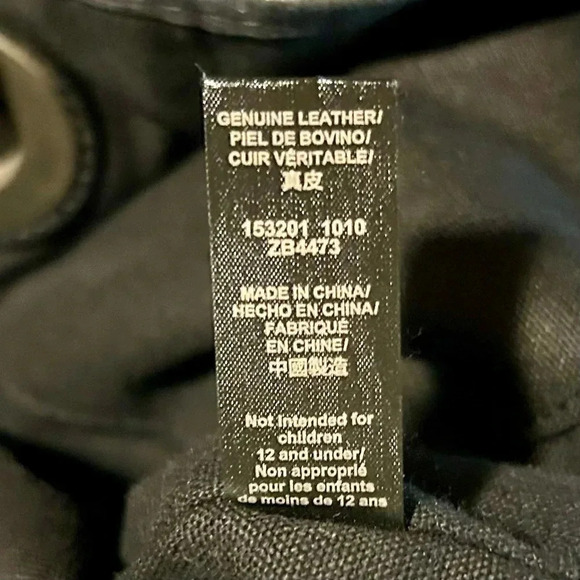 GENUINE LEATHER/
PIEL DE BOVINO/
CUIR VÉRITABLE/
真皮
153201 1010
ZB4473
MADE IN CHINA/
HECHO EN CHINA/
FABRIQUÉ
EN CHINE/
中國製造
Not intended for
children
12 and under/
Non approprié
pour les enfants
de moins de 12 ans